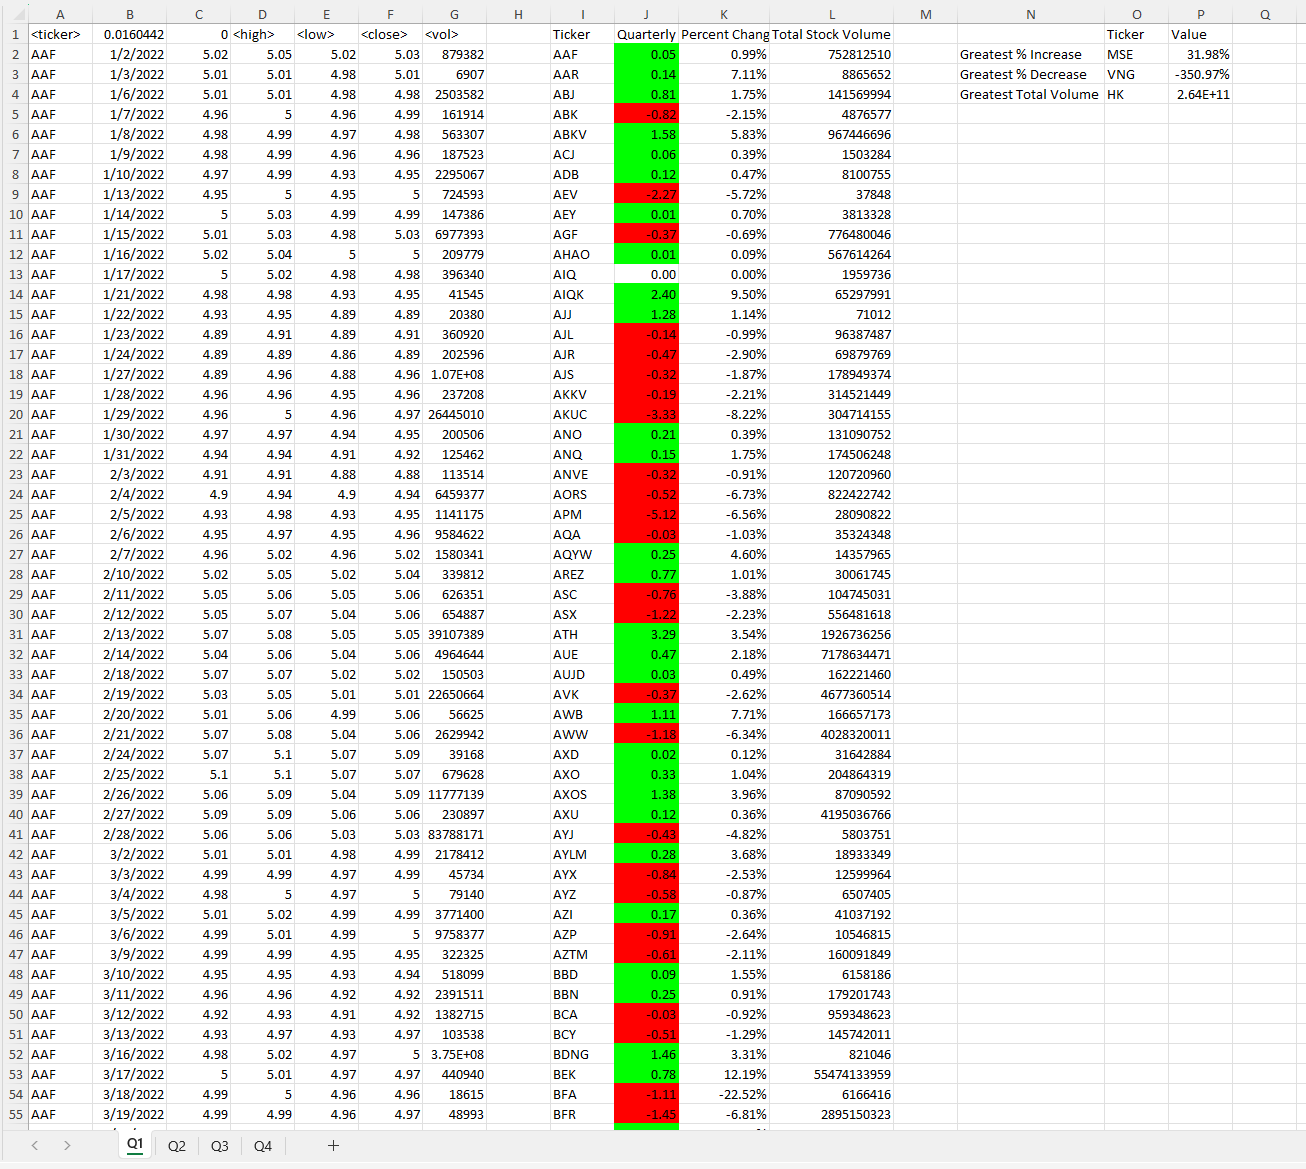 A B C D E F G H I J K L M N O P Q
1 <ticker> 0.0160442 0 <high> <low> <close> <vol> Ticker Quarterly Percent Chang Total Stock Volume Ticker Value
2 AAF 1/2/2022 5.02 5.05 5.02 5.03 879382 AAF 0.05 0.99% 752812510 Greatest % Increase MSE 31.98%
3 AAF 1/3/2022 5.01 5.01 4.98 5.01 6907 AAR 0.14 7.11% 8865652 Greatest % Decrease VNG -350.97%
4 AAF 1/6/2022 5.01 5.01 4.98 4.98 2503582 ABJ 0.81 1.75% 141569994 Greatest Total Volume HK 2.64E+11
5 AAF 1/7/2022 4.96 5 4.96 4.99 161914 ABK -0.82 -2.15% 4876577
6 AAF 1/8/2022 4.98 4.99 4.97 4.98 563307 ABKV 1.58 5.83% 967446696
7 AAF 1/9/2022 4.98 4.99 4.96 4.96 187523 ACJ 0.06 0.39% 1503284
8 AAF 1/10/2022 4.97 4.99 4.93 4.95 2295067 ADB 0.12 0.47% 8100755
9 AAF 1/13/2022 4.95 5 4.95 5 724593 AEV -2.27 -5.72% 37848
10 AAF 1/14/2022 5 5.03 4.99 4.99 147386 AEY 0.01 0.70% 3813328
11 AAF 1/15/2022 5.01 5.03 4.98 5.03 6977393 AGF -0.37 -0.69% 776480046
12 AAF 1/16/2022 5.02 5.04 5 5 209779 AHAO 0.01 0.09% 567614264
13 AAF 1/17/2022 5 5.02 4.98 4.98 396340 AIQ 0.00 0.00% 1959736
14 AAF 1/21/2022 4.98 4.98 4.93 4.95 41545 AIQK 2.40 9.50% 65297991
15 AAF 1/22/2022 4.93 4.95 4.89 4.89 20380 AJJ 1.28 1.14% 71012
16 AAF 1/23/2022 4.89 4.91 4.89 4.91 360920 AJL -0.14 -0.99% 96387487
17 AAF 1/24/2022 4.89 4.89 4.86 4.89 202596 AJR -0.47 -2.90% 69879769
18 AAF 1/27/2022 4.89 4.96 4.88 4.96 1.07E+08 AJS -0.32 -1.87% 178949374
19 AAF 1/28/2022 4.96 4.96 4.95 4.96 237208 AKKV -0.19 -2.21% 314521449
20 AAF 1/29/2022 4.96 5 4.96 4.97 26445010 AKUC -3.33 -8.22% 304714155
21 AAF 1/30/2022 4.97 4.97 4.94 4.95 200506 ANO 0.21 0.39% 131090752
22 AAF 1/31/2022 4.94 4.94 4.91 4.92 125462 ANQ 0.15 1.75% 174506248
23 AAF 2/3/2022 4.91 4.91 4.88 4.88 113514 ANVE -0.32 -0.91% 120720960
24 AAF 2/4/2022 4.9 4.94 4.9 4.94 6459377 AORS -0.52 -6.73% 822422742
25 AAF 2/5/2022 4.93 4.98 4.93 4.95 1141175 APM -5.12 -6.56% 28090822
26 AAF 2/6/2022 4.95 4.97 4.95 4.96 9584622 AQA -0.03 -1.03% 35324348
27 AAF 2/7/2022 4.96 5.02 4.96 5.02 1580341 AQYW 0.25 4.60% 14357965
28 AAF 2/10/2022 5.02 5.05 5.02 5.04 339812 AREZ 0.77 1.01% 30061745
29 AAF 2/11/2022 5.05 5.06 5.05 5.06 626351 ASC -0.76 -3.88% 104745031
30 AAF 2/12/2022 5.05 5.07 5.04 5.06 654887 ASX -1.22 -2.23% 556481618
31 AAF 2/13/2022 5.07 5.08 5.05 5.05 39107389 ATH 3.29 3.54% 1926736256
32 AAF 2/14/2022 5.04 5.06 5.04 5.06 4964644 AUE 0.47 2.18% 7178634471
33 AAF 2/18/2022 5.07 5.07 5.02 5.02 150503 AUJD 0.03 0.49% 162221460
34 AAF 2/19/2022 5.03 5.05 5.01 5.01 22650664 AVK -0.37 -2.62% 4677360514
35 AAF 2/20/2022 5.01 5.06 4.99 5.06 56625 AWB 1.11 7.71% 166657173
36 AAF 2/21/2022 5.07 5.08 5.04 5.06 2629942 AWW -1.18 -6.34% 4028320011
37 AAF 2/24/2022 5.07 5.1 5.07 5.09 39168 AXD 0.02 0.12% 31642884
38 AAF 2/25/2022 5.1 5.1 5.07 5.07 679628 AXO 0.33 1.04% 204864319
39 AAF 2/26/2022 5.06 5.09 5.04 5.09 11777139 AXOS 1.38 3.96% 87090592
40 AAF 2/27/2022 5.09 5.09 5.06 5.06 230897 AXU 0.12 0.36% 4195036766
41 AAF 2/28/2022 5.06 5.06 5.03 5.03 83788171 AYJ -0.43 -4.82% 5803751
42 AAF 3/2/2022 5.01 5.01 4.98 4.99 2178412 AYLM 0.28 3.68% 18933349
43 AAF 3/3/2022 4.99 4.99 4.97 4.99 45734 AYX -0.84 -2.53% 12599964
44 AAF 3/4/2022 4.98 5 4.97 5 79140 AYZ -0.58 -0.87% 6507405
45 AAF 3/5/2022 5.01 5.02 4.99 4.99 3771400 AZI 0.17 0.36% 41037192
46 AAF 3/6/2022 4.99 5.01 4.99 5 9758377 AZP -0.91 -2.64% 10546815
47 AAF 3/9/2022 4.99 4.99 4.95 4.95 322325 AZTM -0.61 -2.11% 160091849
48 AAF 3/10/2022 4.95 4.95 4.93 4.94 518099 BBD 0.09 1.55% 6158186
49 AAF 3/11/2022 4.96 4.96 4.92 4.92 2391511 BBN 0.25 0.91% 179201743
50 AAF 3/12/2022 4.92 4.93 4.91 4.92 1382715 BCA -0.03 -0.92% 959348623
51 AAF 3/13/2022 4.93 4.97 4.93 4.97 103538 BCY -0.51 -1.29% 145742011
52 AAF 3/16/2022 4.98 5.02 4.97 5 3.75E+08 BDNG 1.46 3.31% 821046
53 AAF 3/17/2022 5 5.01 4.97 4.97 440940 BEK 0.78 12.19% 55474133959
54 AAF 3/18/2022 4.99 5 4.96 4.96 18615 BFA -1.11 -22.52% 6166416
55 AAF 3/19/2022 4.99 4.99 4.96 4.97 48993 BFR -1.45 -6.81% 2895150323
Q1 Q2 Q3 Q4 +